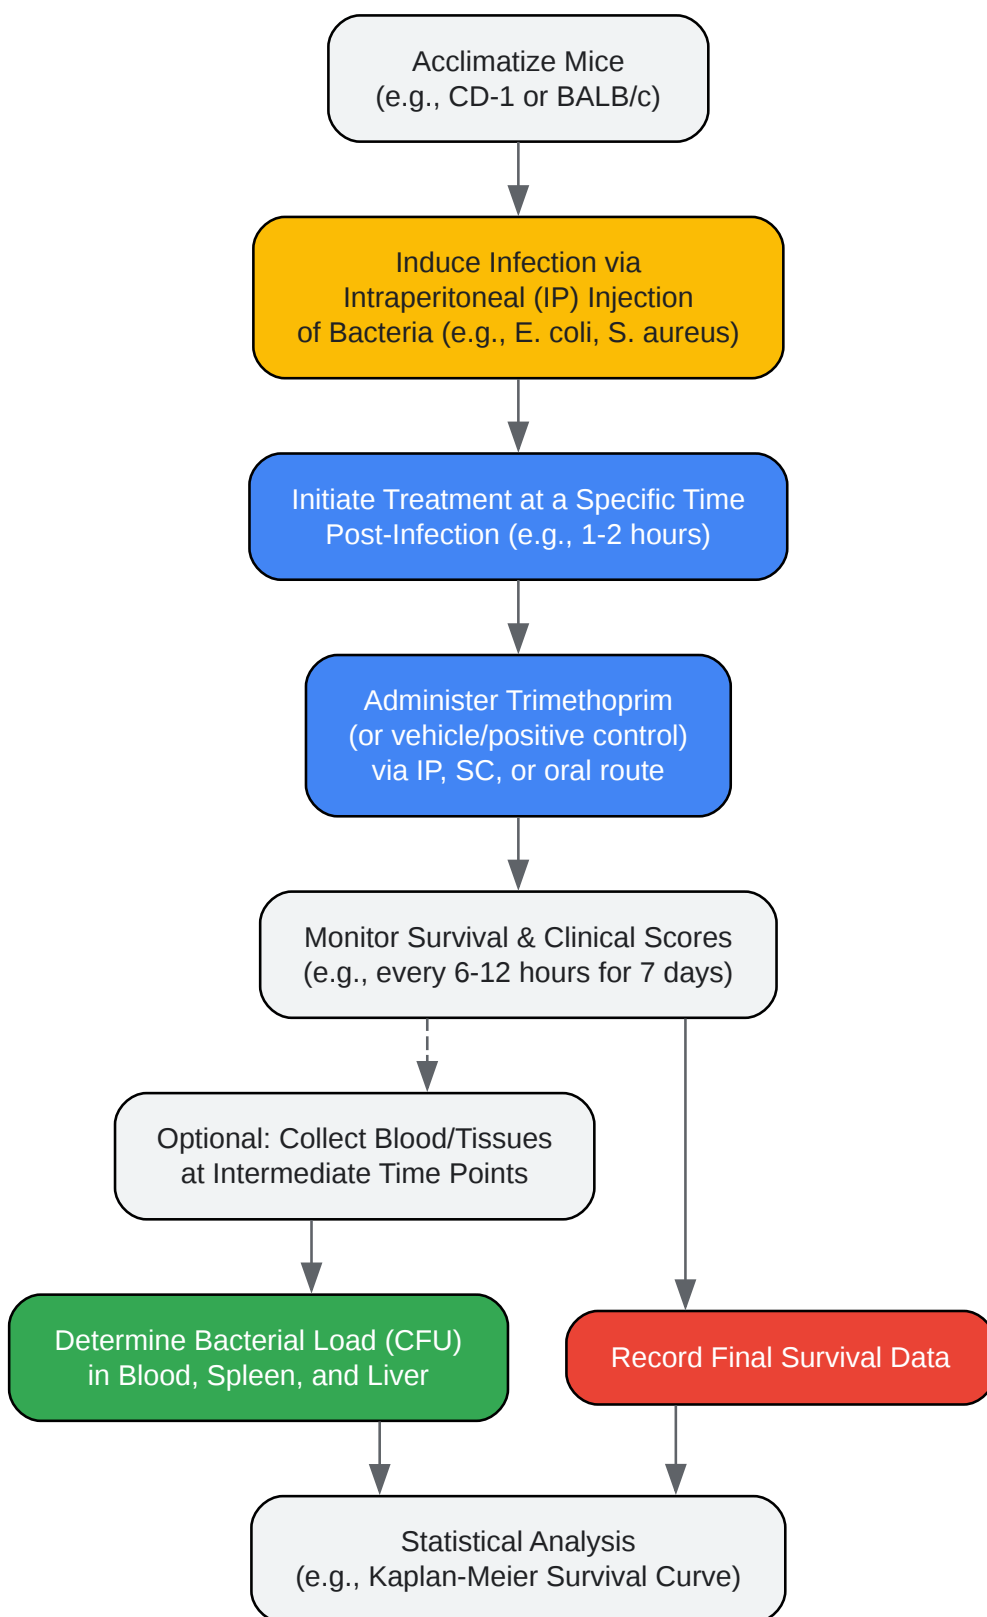 Acclimatize Mice
(e.g., CD-1 or BALB/c)
Induce Infection via
Intraperitoneal (IP) Injection
of Bacteria (e.g., E. coli, S. aureus)
Initiate Treatment at a Specific Time
Post-Infection (e.g., 1-2 hours)
Administer Trimethoprim
(or vehicle/positive control)
via IP, SC, or oral route
Monitor Survival & Clinical Scores
(e.g., every 6-12 hours for 7 days)
Optional: Collect Blood/Tissues
at Intermediate Time Points
Determine Bacterial Load (CFU)
in Blood, Spleen, and Liver
Record Final Survival Data
Statistical Analysis
(e.g., Kaplan-Meier Survival Curve)